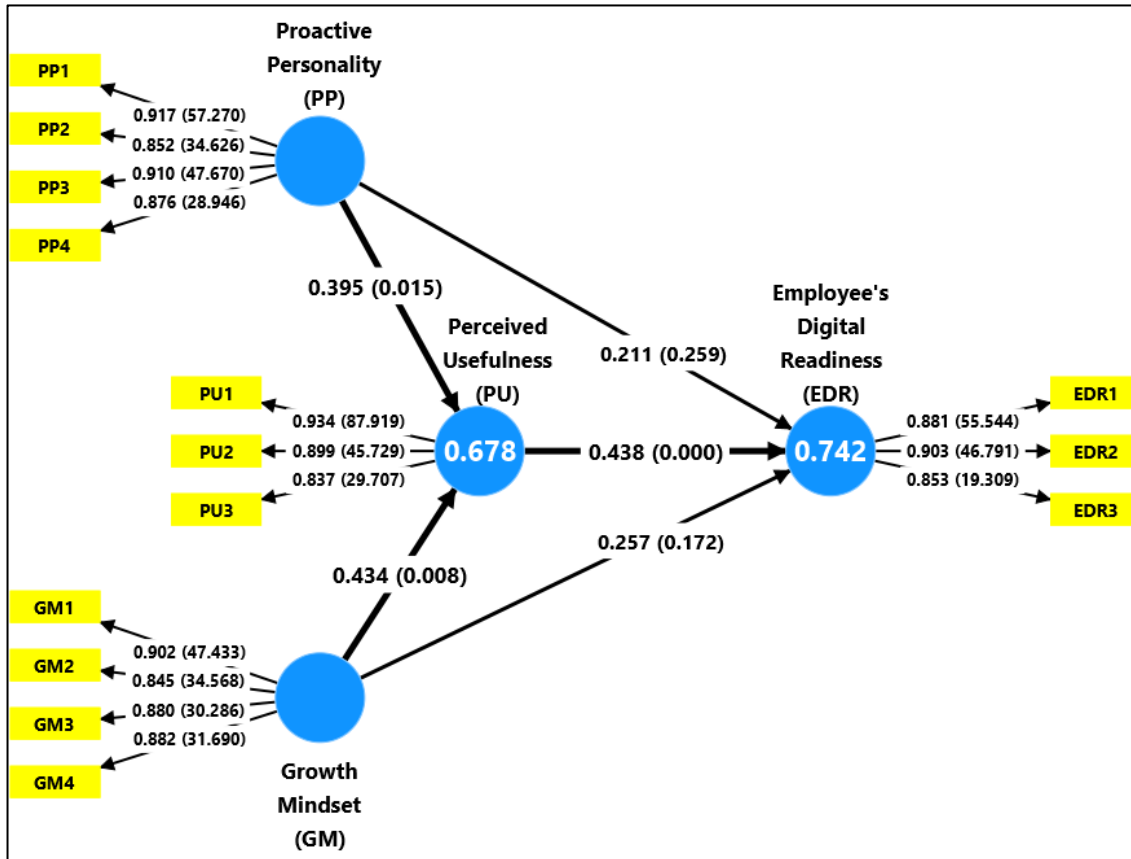 Proactive
Personality
(PP)
PP1
PP2
PP3
PP4
0.917 (57.270)
0.852 (34.626)
0.910 (47.670)
0.876 (28.946)
0.395 (0.015)
0.211 (0.259)
Perceived
Usefulness
(PU)
Employee's
Digital
Readiness
(EDR)
PU1
PU2
PU3
0.934 (87.919)
0.899 (45.729)
0.837 (29.707)
0.678
0.438 (0.000)
0.742
0.881 (55.544)
0.903 (46.791)
0.853 (19.309)
EDR1
EDR2
EDR3
0.434 (0.008)
0.257 (0.172)
GM1
GM2
GM3
GM4
0.902 (47.433)
0.845 (34.568)
0.880 (30.286)
0.882 (31.690)
Growth
Mindset
(GM)